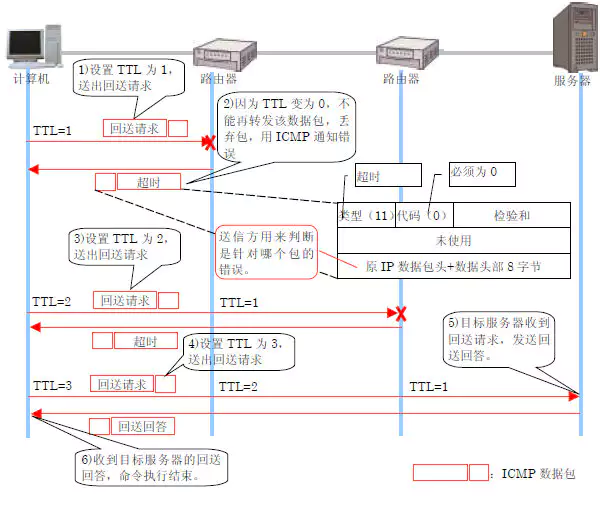 计算机
路由器
路由器
服务器
1)设置 TTL 为 1，
送出回送请求
2)因为 TTL 变为 0，不
能再转发该数据包，丢
弃包，用 ICMP 通知错
误
TTL=1
回送请求
超时
超时
必须为 0
类型（11）
代码（0）
检验和
未使用
原 IP 数据包头+数据头部 8 字节
送信方用来判断
是针对哪个包的
错误。
3)设置 TTL 为 2，
送出回送请求
TTL=2
回送请求
TTL=1
超时
4)设置 TTL 为 3，
送出回送请求
5)目标服务器收到
回送请求，发送回
送回答。
TTL=3
回送请求
TTL=2
TTL=1
回送回答
6)收到目标服务器的回送
回答，命令执行结束。
：ICMP 数据包